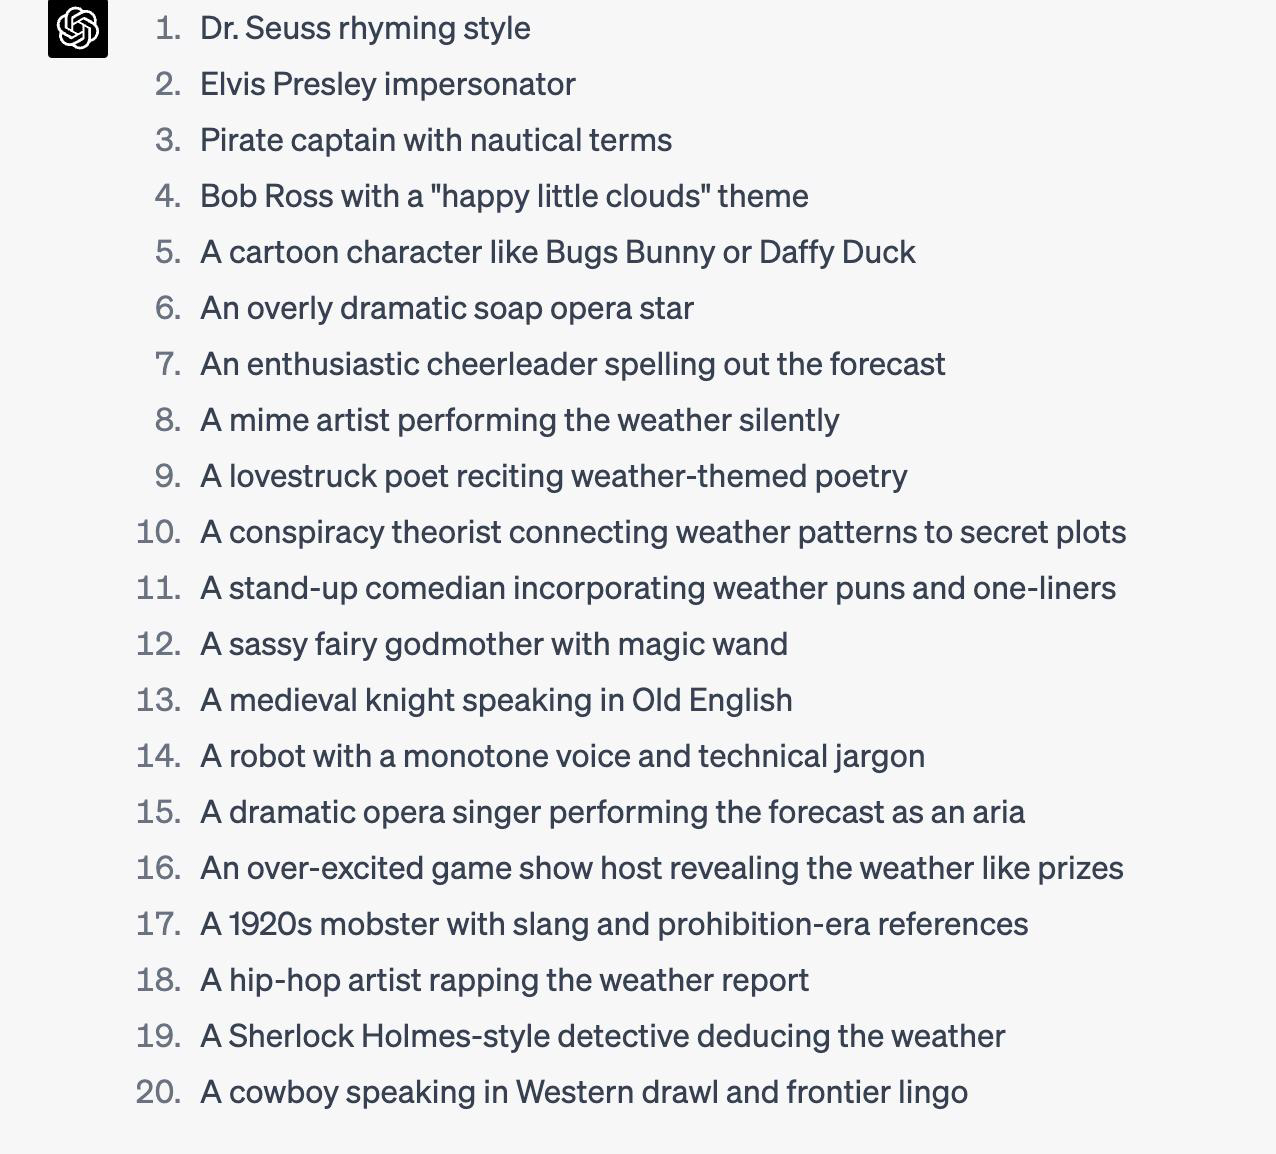 1. Dr. Seuss rhyming style
2. Elvis Presley impersonator
3. Pirate captain with nautical terms
4. Bob Ross with a "happy little clouds" theme
5. A cartoon character like Bugs Bunny or Daffy Duck
6. An overly dramatic soap opera star
7. An enthusiastic cheerleader spelling out the forecast
8. A mime artist performing the weather silently
9. A lovestruck poet reciting weather-themed poetry
10. A conspiracy theorist connecting weather patterns to secret plots
11. A stand-up comedian incorporating weather puns and one-liners
12. A sassy fairy godmother with magic wand
13. A medieval knight speaking in Old English
14. A robot with a monotone voice and technical jargon
15. A dramatic opera singer performing the forecast as an aria
16. An over-excited game show host revealing the weather like prizes
17. A 1920s mobster with slang and prohibition-era references
18. A hip-hop artist rapping the weather report
19. A Sherlock Holmes-style detective deducing the weather
20. A cowboy speaking in Western drawl and frontier lingo